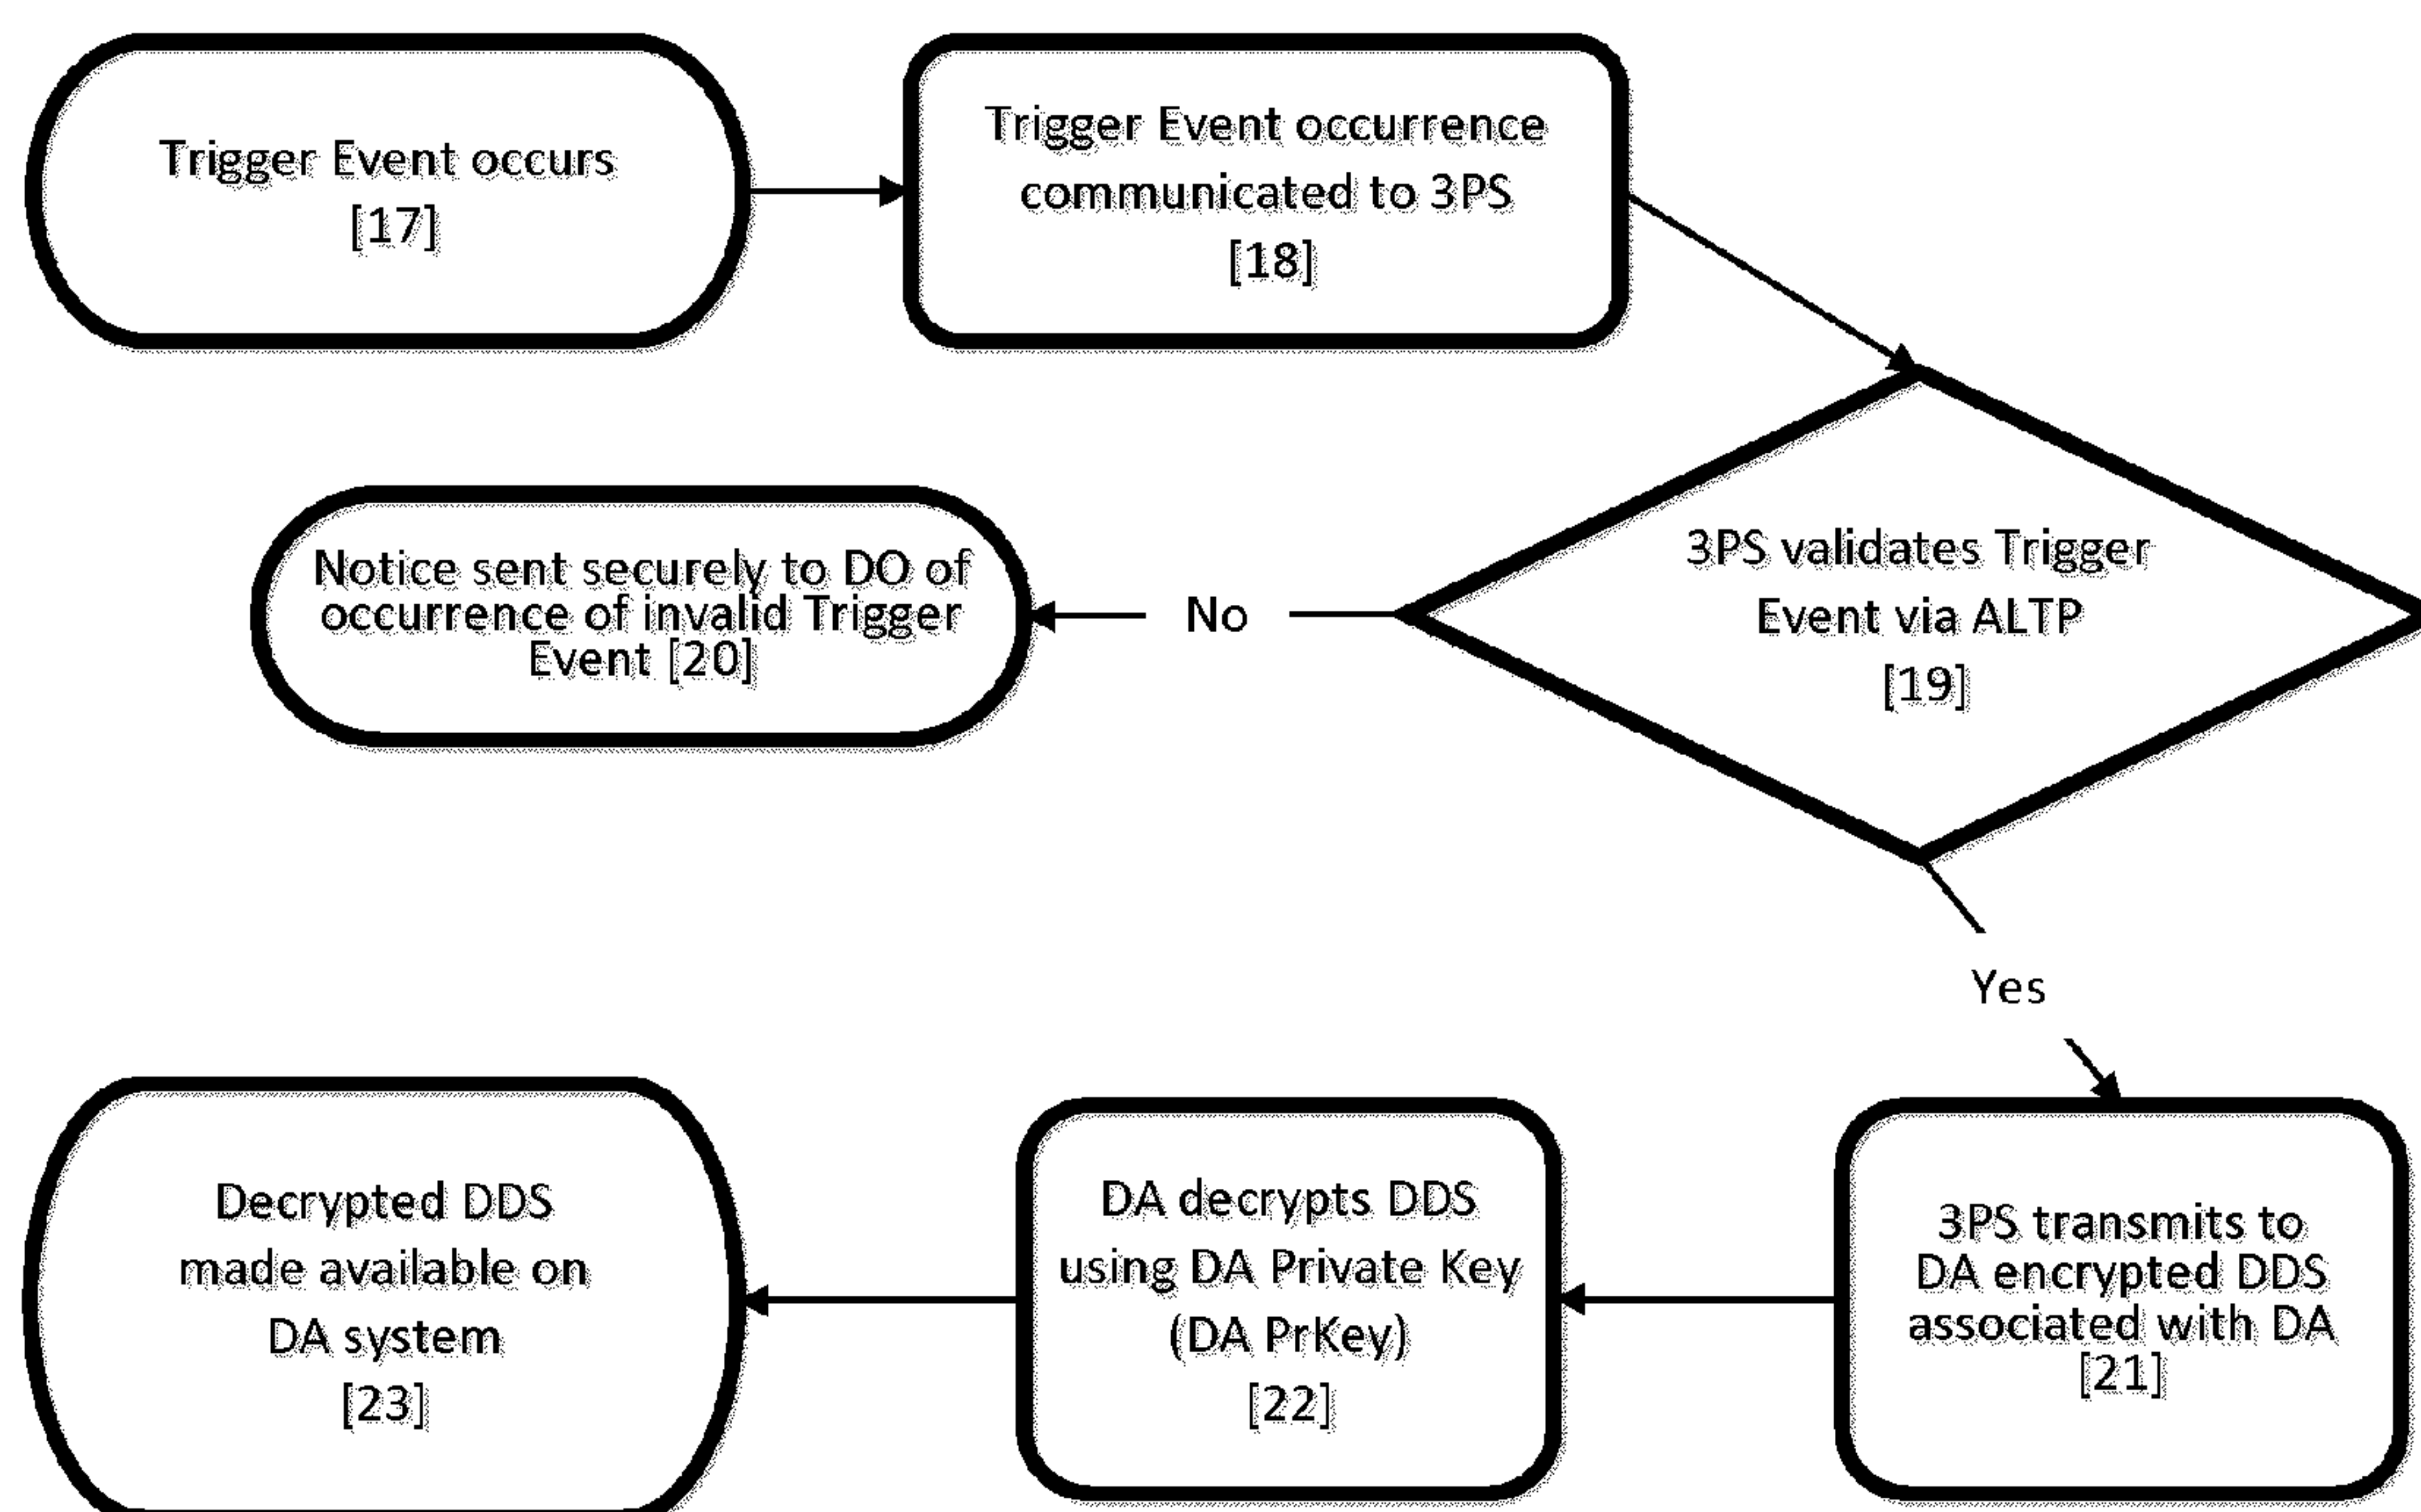 Trigger Event occurs
[17]
Trigger Event occurrence
communicated to 3PS
[18]
3PS validates Trigger
Event via ALTP
[19]
No
Notice sent securely to DO of
occurrence of invalid Trigger
Event [20]
Yes
3PS transmits to
DA encrypted DDS
associated with DA
[21]
DA decrypts DDS
using DA Private Key
(DA PrKey)
[22]
Decrypted DDS
made available on
DA system
[23]